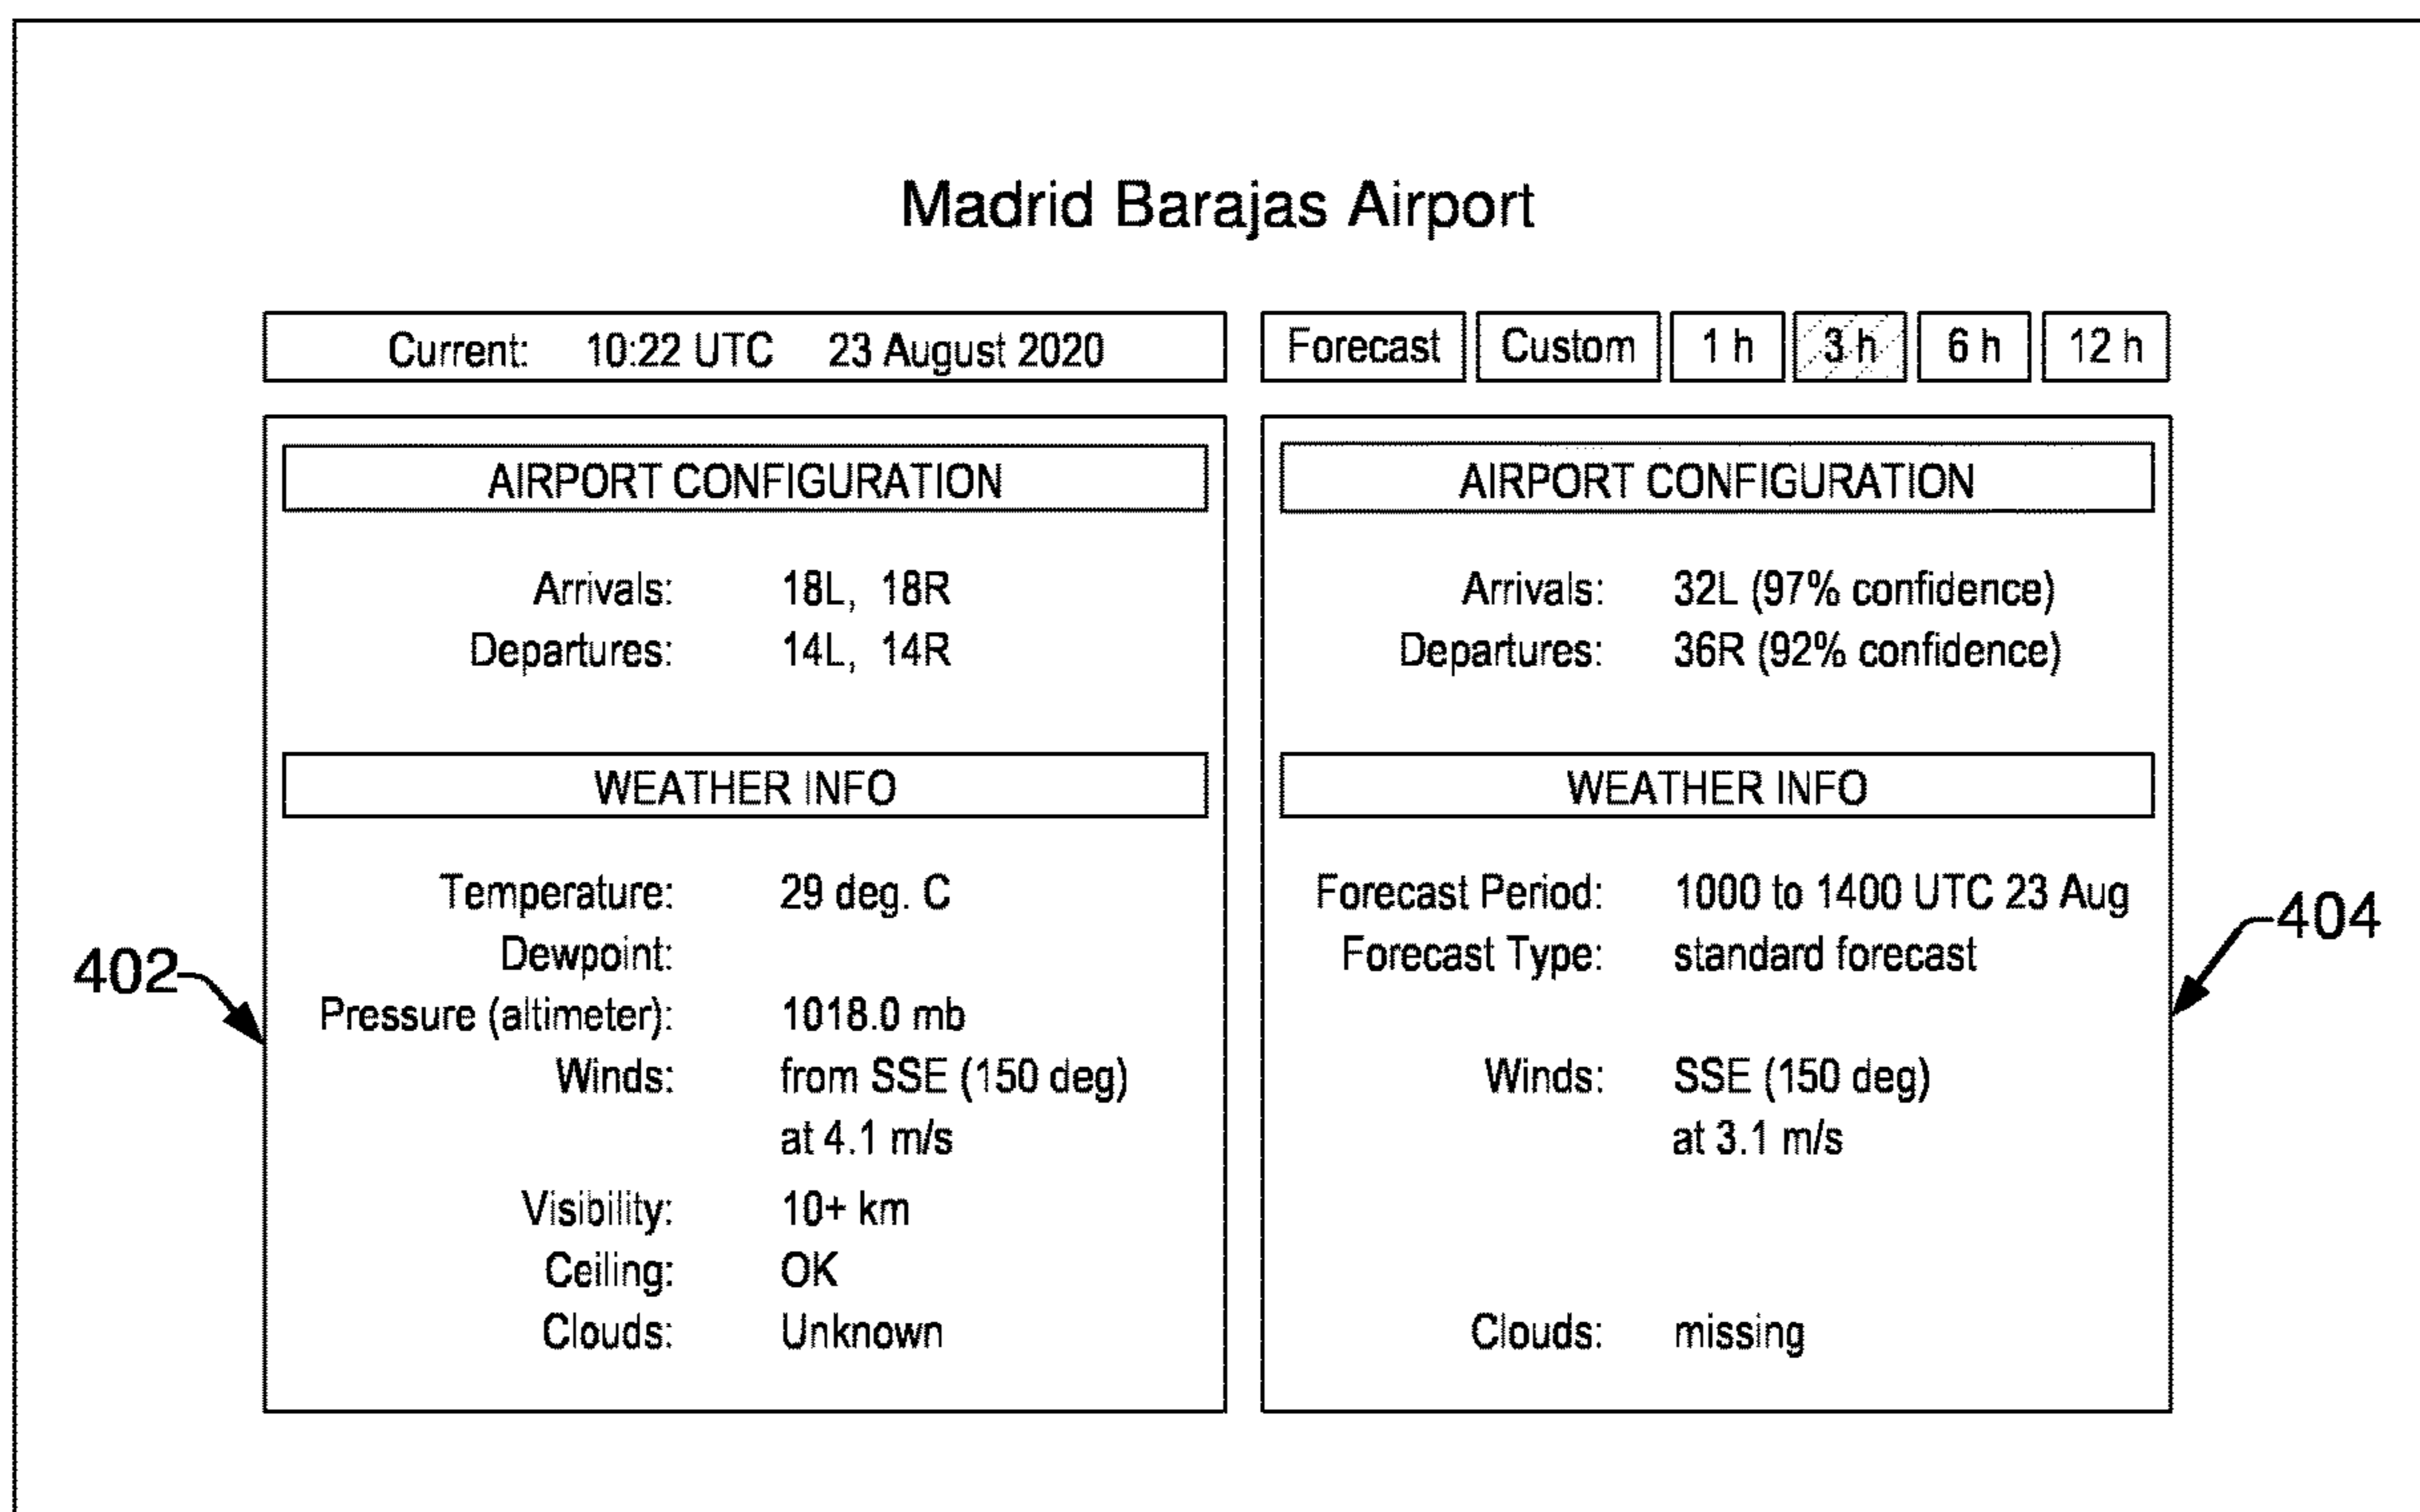 Madrid Barajas Airport
Current: 10:22 UTC 23 August 2020
Forecast Custom 1 h 3 h 6 h 12 h
AIRPORT CONFIGURATION
Arrivals: 18L, 18R
Departures: 14L, 14R
WEATHER INFO
Temperature: 29 deg. C
Dewpoint:
Pressure (altimeter): 1018.0 mb
Winds: from SSE (150 deg)
at 4.1 m/s
Visibility: 10+ km
Ceiling: OK
Clouds: Unknown
402
AIRPORT CONFIGURATION
Arrivals: 32L (97% confidence)
Departures: 36R (92% confidence)
WEATHER INFO
Forecast Period: 1000 to 1400 UTC 23 Aug
Forecast Type: standard forecast
Winds: SSE (150 deg)
at 3.1 m/s
Clouds: missing
404